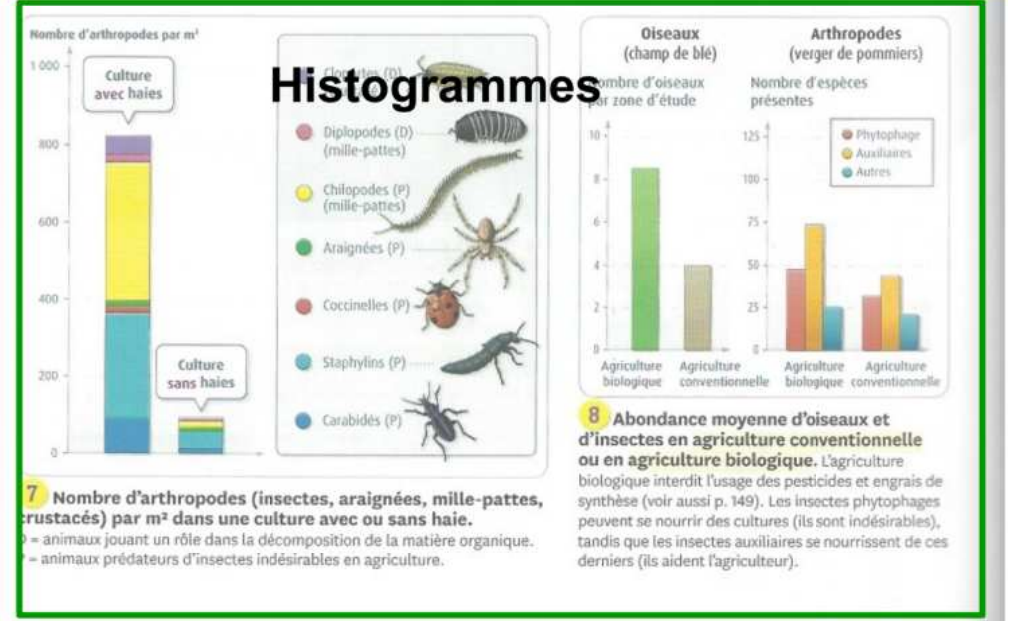 Histogrammes
Nombre d'arthropodes par m²
1 000
800
600
400
200
0
Culture
avec haies
Culture
sans haies
Diplopodes (D)
(mille-pattes)
Chilopodes (P)
(mille-pattes)
Araignées (P)
Coccinelles (P)
Staphylins (P)
Carabidés (P)
7 Nombre d'arthropodes (insectes, araignées, mille-pattes,
crustacés) par m² dans une culture avec ou sans haie.
D = animaux jouant un rôle dans la décomposition de la matière organique.
P = animaux prédateurs d'insectes indésirables en agriculture.
Oiseaux
(champ de blé)
Nombre d'oiseaux
par zone d'étude
10
8
6
4
2
0
Agriculture
biologique
Agriculture
conventionnelle
Arthropodes
(verger de pommiers)
Nombre d'espèces
présentes
125
100
75
50
25
0
Phytophage
Auxiliaires
Autres
Agriculture
biologique
Agriculture
conventionnelle
8 Abondance moyenne d'oiseaux et
d'insectes en agriculture conventionnelle
ou en agriculture biologique. L'agriculture
biologique interdit l'usage des pesticides et engrais de
synthèse (voir aussi p. 149). Les insectes phytophages
peuvent se nourrir des cultures (ils sont indésirables),
tandis que les insectes auxiliaires se nourrissent de ces
derniers (ils aident l'agriculteur).